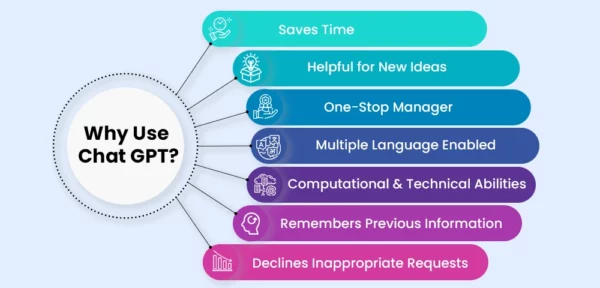 Why Use
Chat GPT?
Saves Time
Helpful for New Ideas
One-Stop Manager
Multiple Language Enabled
Computational & Technical Abilities
Remembers Previous Information
Declines Inappropriate Requests